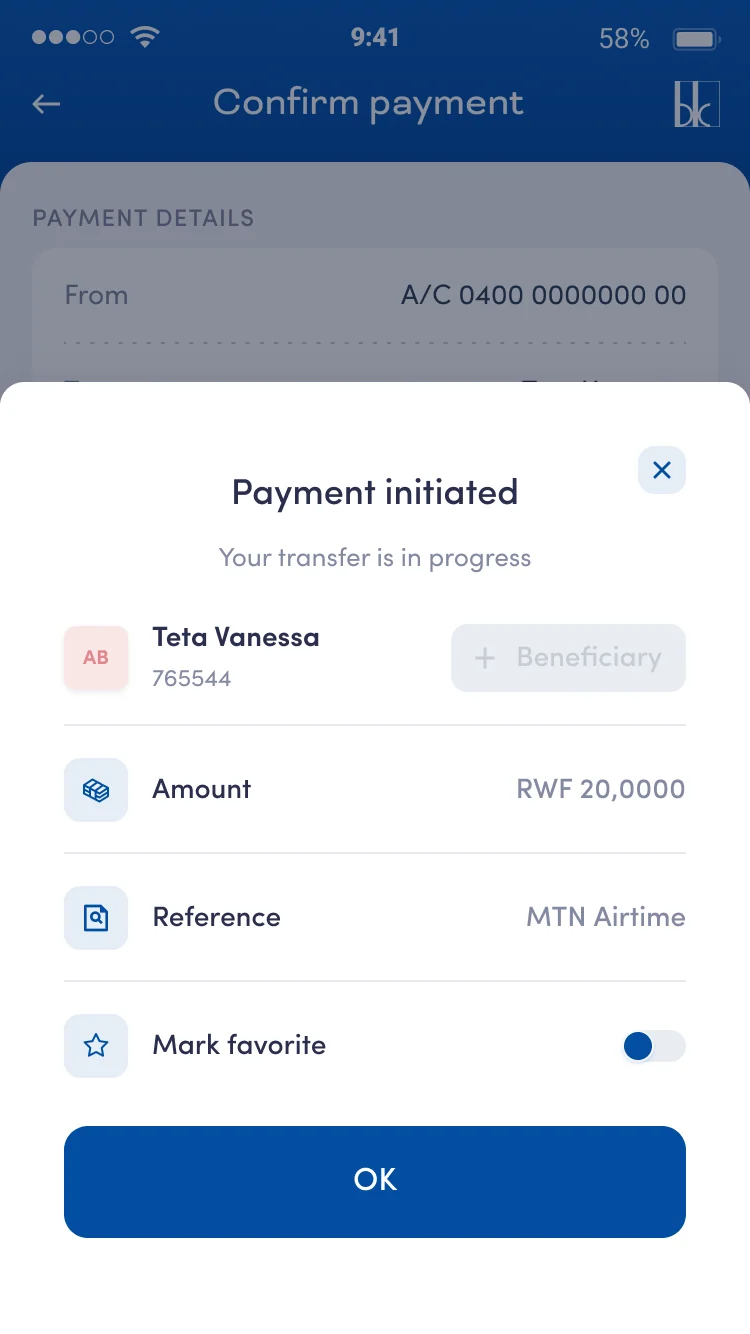 9:41
58%
Confirm payment
bk
PAYMENT DETAILS
From
A/C 0400 0000000 00
Payment initiated
Your transfer is in progress
AB
Teta Vanessa
765544
+ Beneficiary
Amount
RWF 20,0000
Reference
MTN Airtime
Mark favorite
OK